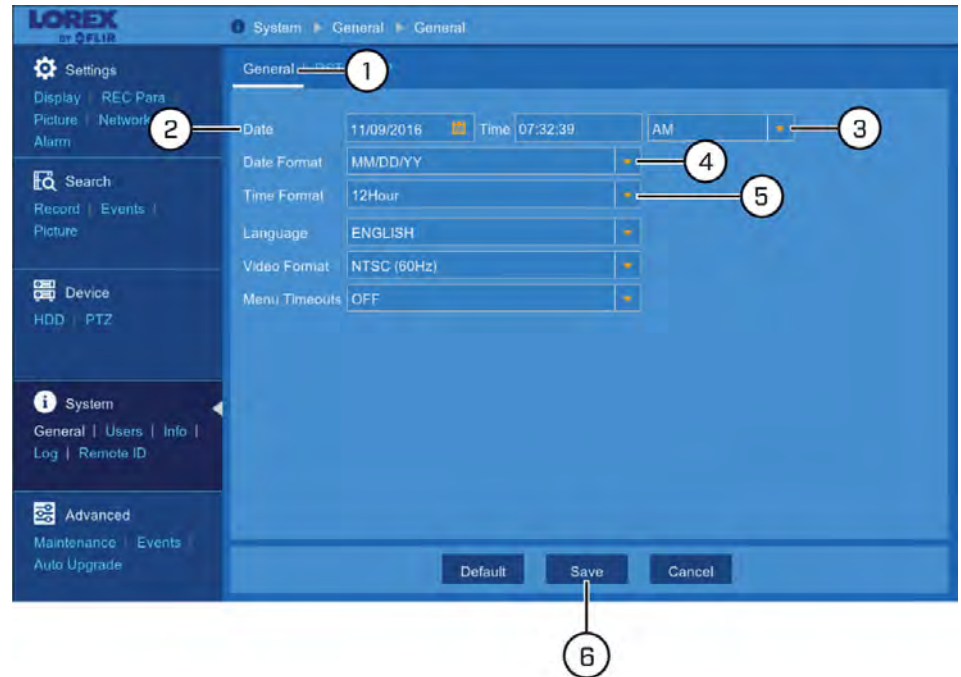 LOREX
BY FLIR
System General General
Settings
Display | REC Para
Picture | Network
Alarm
Search
Record | Events |
Picture
Device
HDD | PTZ
System
General | Users | Info |
Log | Remote ID
Advanced
Maintenance | Events
Auto Upgrade
General 1
2 Date 11/09/2016 Time 07:32:39 AM 3
Date Format MM/DD/YY 4
Time Format 12Hour 5
Language ENGLISH
Video Format NTSC (60Hz)
Menu Timeouts OFF
Default Save Cancel
6